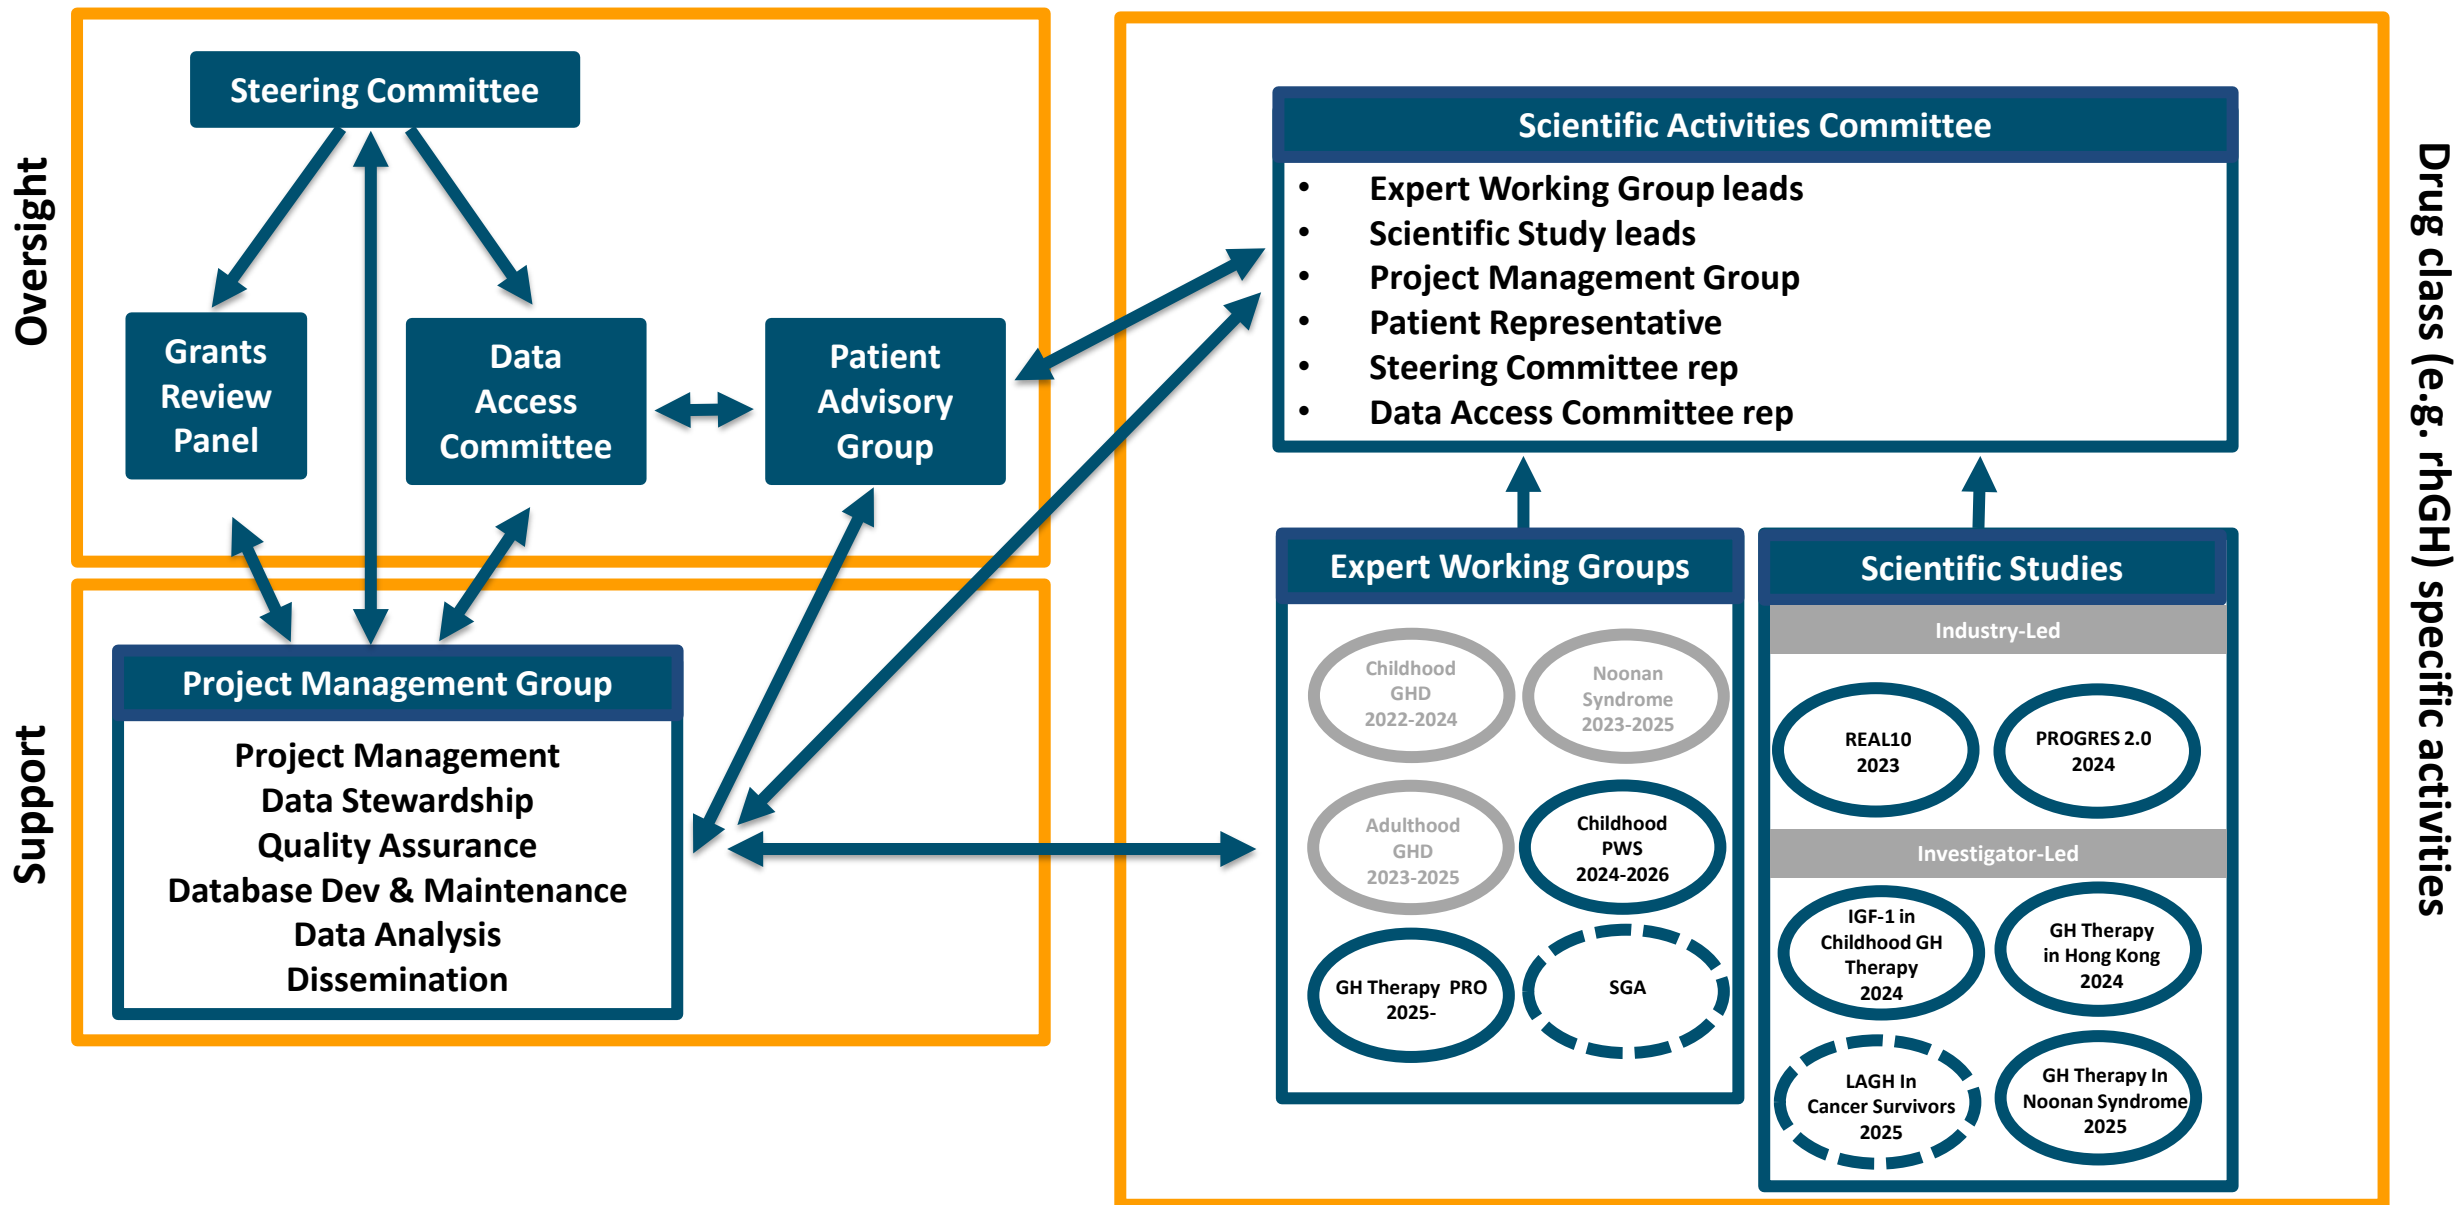 Oversight
Steering Committee
Grants
Review
Panel
Data
Access
Committee
Patient
Advisory
Group
Support
Project Management Group
Project Management
Data Stewardship
Quality Assurance
Database Dev & Maintenance
Data Analysis
Dissemination
Scientific Activities Committee
• Expert Working Group leads
• Scientific Study leads
• Project Management Group
• Patient Representative
• Steering Committee rep
• Data Access Committee rep
Expert Working Groups
Childhood
GHD
2022-2024
Noonan
Syndrome
2023-2025
Adulthood
GHD
2023-2025
Childhood
PWS
2024-2026
GH Therapy PRO
2025-
SGA
Scientific Studies
Industry-Led
REAL10
2023
PROGRES 2.0
2024
Investigator-Led
IGF-1 in
Childhood GH
Therapy
2024
GH Therapy
in Hong Kong
2024
LAGH In
Cancer Survivors
2025
GH Therapy In
Noonan Syndrome
2025
Drug class (e.g. rhGH) specific activities